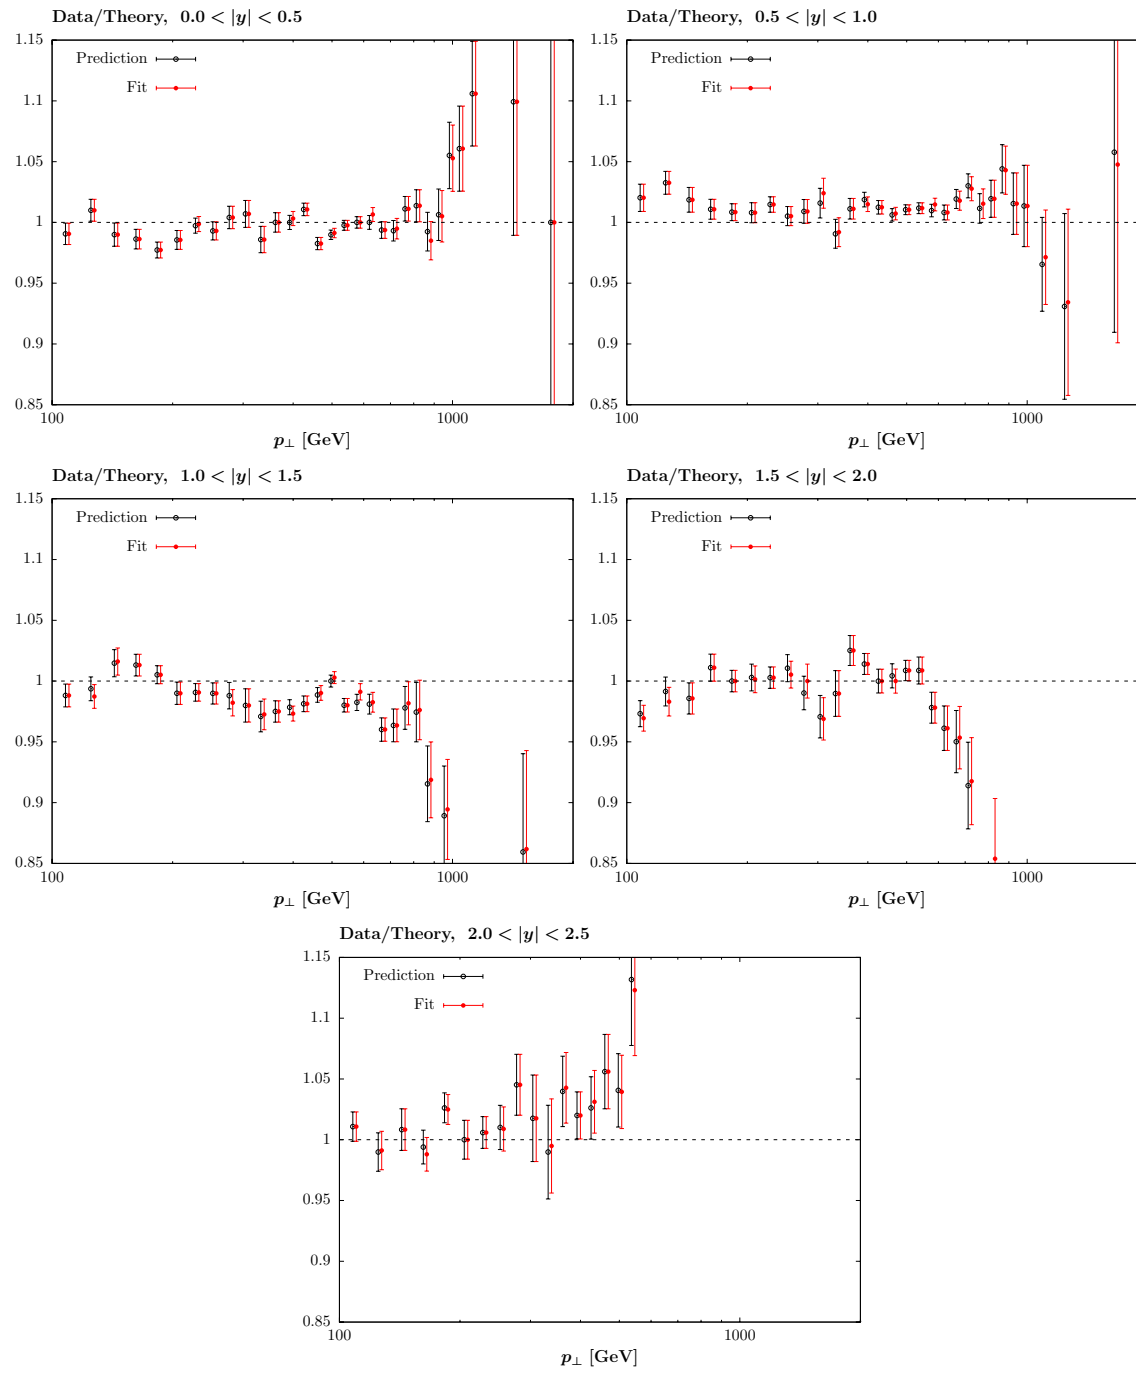 Data/Theory, 0.0 < |y| < 0.5
1.15
1.1
1.05
1
0.95
0.9
0.85
Prediction
Fit
100
1000
p⊥ [GeV]
Data/Theory, 0.5 < |y| < 1.0
1.15
1.1
1.05
1
0.95
0.9
0.85
Prediction
Fit
100
1000
p⊥ [GeV]
Data/Theory, 1.0 < |y| < 1.5
1.15
1.1
1.05
1
0.95
0.9
0.85
Prediction
Fit
100
1000
p⊥ [GeV]
Data/Theory, 1.5 < |y| < 2.0
1.15
1.1
1.05
1
0.95
0.9
0.85
Prediction
Fit
100
1000
p⊥ [GeV]
Data/Theory, 2.0 < |y| < 2.5
1.15
1.1
1.05
1
0.95
0.9
0.85
Prediction
Fit
100
1000
p⊥ [GeV]